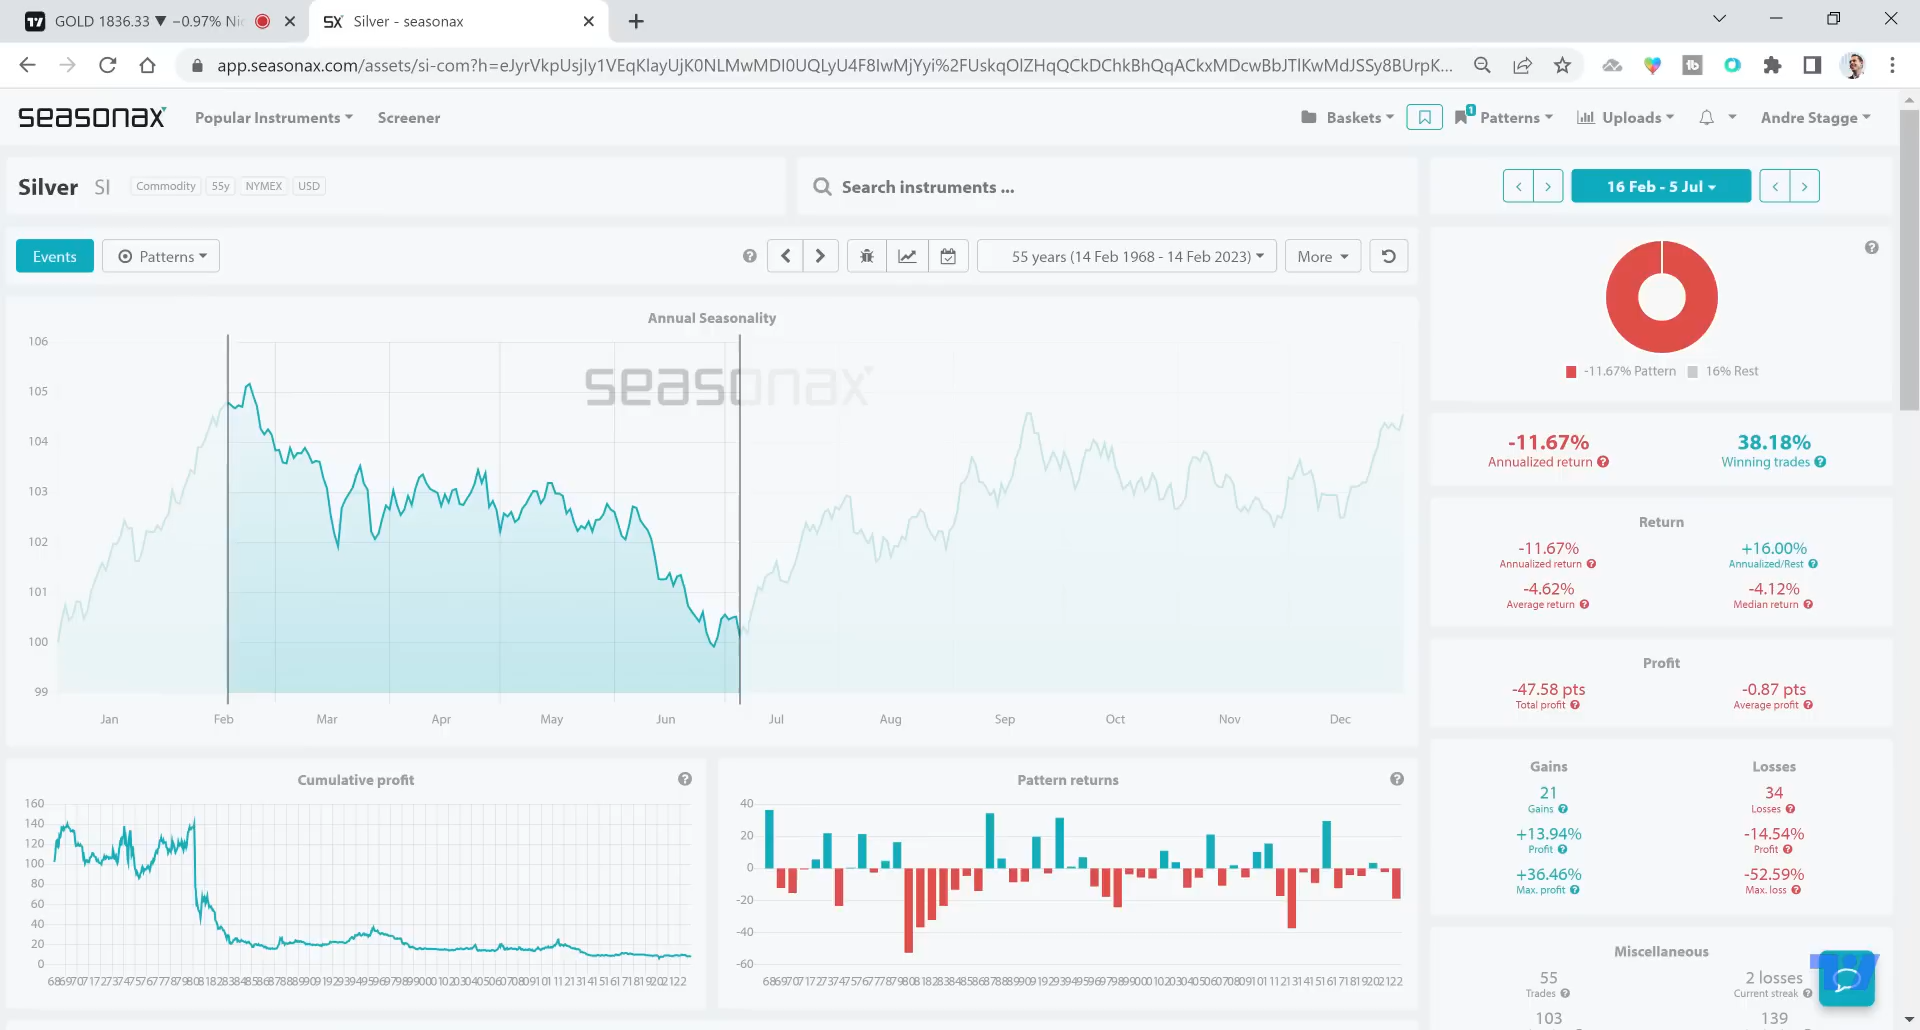 GOLD 1836.33 ▼ −0.97%
Silver - seasonax
app.seasonax.com/assets/si-com?h=
seasonax
Popular Instruments
Screener
Baskets
1
Patterns
Uploads
Andre Stagge
Silver SI
Commodity
55y
NYMEX
USD
Search instruments ...
16 Feb - 5 Jul
Events
Patterns
55 years (14 Feb 1968 - 14 Feb 2023)
More
Annual Seasonality
seasonax
106
105
104
103
102
101
100
99
Jan Feb Mar Apr May Jun Jul Aug Sep Oct Nov Dec
-11.67% Pattern 16% Rest
-11.67% 38.18%
Annualized return Winning trades
Return
-11.67% +16.00%
Annualized return Annualized/Rest
-4.62% -4.12%
Average return Median return
Profit
-47.58 pts -0.87 pts
Total profit Average profit
Gains Losses
21 34
Gains Losses
+13.94% -14.54%
Profit Profit
+36.46% -52.59%
Max. profit Max. loss
Miscellaneous
55 2 losses
Trades Current streak
103 139
Cumulative profit
160
140
120
100
80
60
40
20
0
Pattern returns
40
20
0
-20
-40
-60